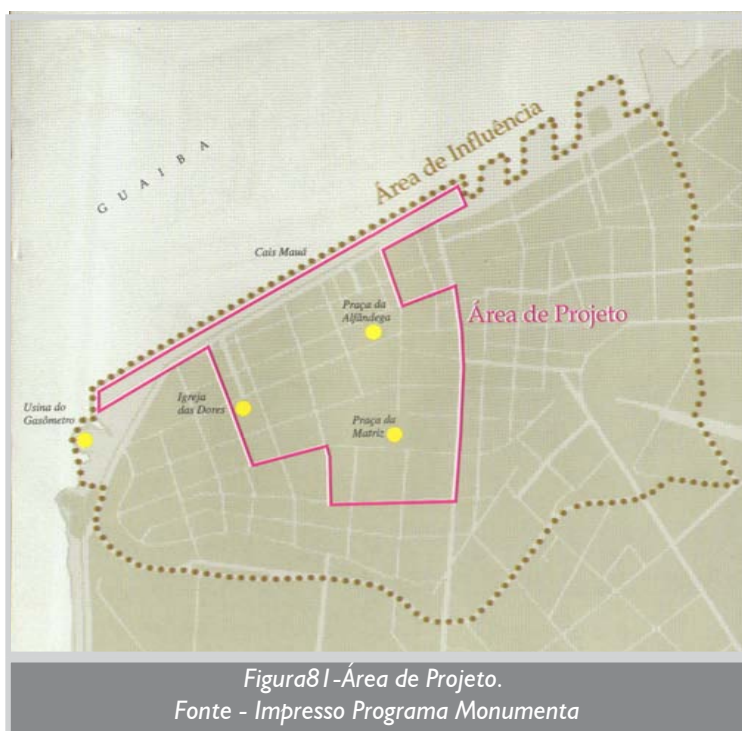 Área de Influência
GUAIBA
Cais Mauá
Praça da
Alfândega
Área de Projeto
Usina do
Gasômetro
Igreja
das Dores
Praça da
Matriz
Figura81-Área de Projeto.
Fonte - Impresso Programa Monumenta